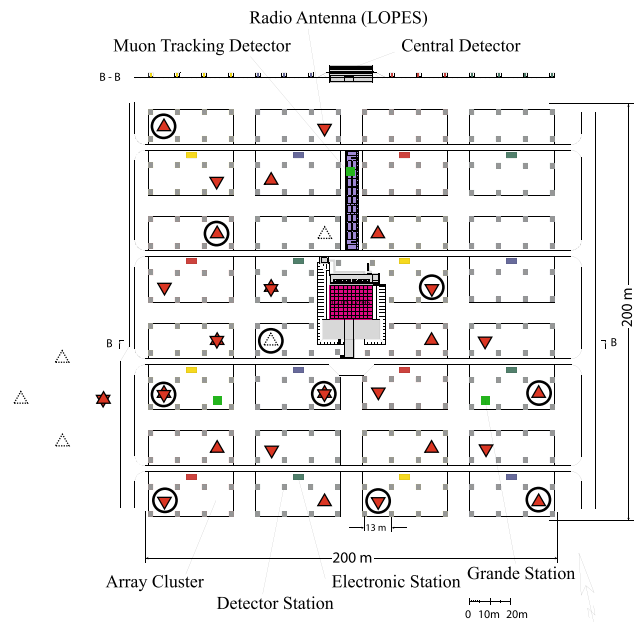 Radio Antenna (LOPES)
Muon Tracking Detector
Central Detector
B - B
200 m
B
B
13 m
200 m
Array Cluster
Electronic Station
Grande Station
Detector Station
0 10m 20m